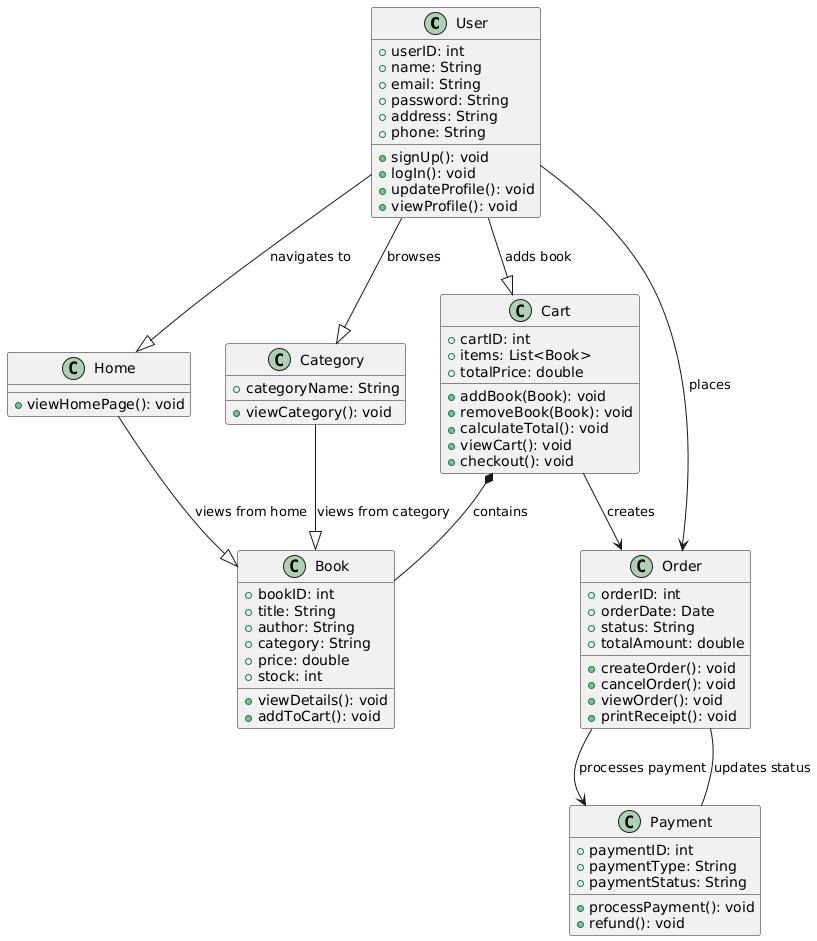 C User
userID: int
name: String
email: String
password: String
address: String
phone: String
signUp(): void
logIn(): void
updateProfile(): void
viewProfile(): void
navigates to
browses
adds book
places
C Home
viewHomePage(): void
C Category
categoryName: String
viewCategory(): void
C Cart
cartID: int
items: List<Book>
totalPrice: double
addBook(Book): void
removeBook(Book): void
calculateTotal(): void
viewCart(): void
checkout(): void
views from home
views from category
contains
creates
C Book
bookID: int
title: String
author: String
category: String
price: double
stock: int
viewDetails(): void
addToCart(): void
C Order
orderID: int
orderDate: Date
status: String
totalAmount: double
createOrder(): void
cancelOrder(): void
viewOrder(): void
printReceipt(): void
processes payment
updates status
C Payment
paymentID: int
paymentType: String
paymentStatus: String
processPayment(): void
refund(): void